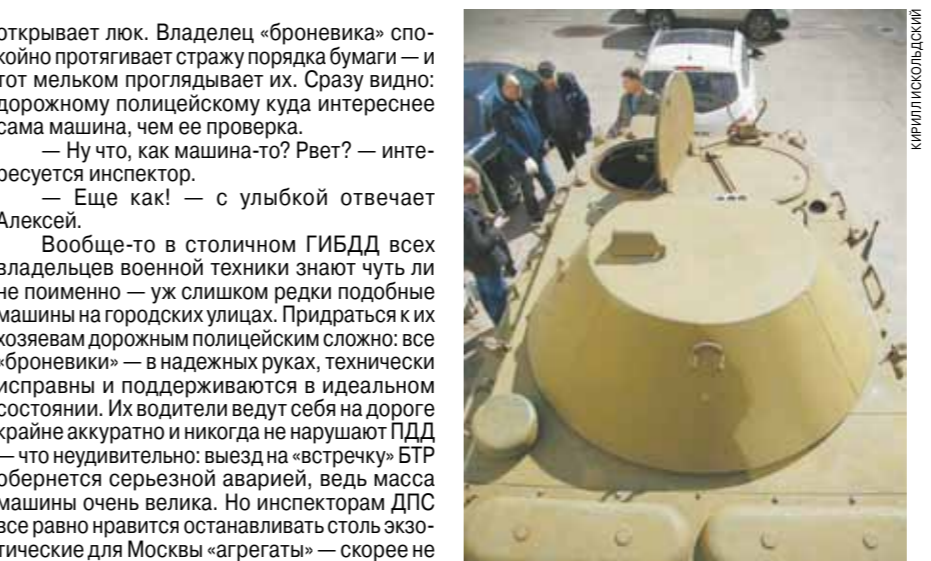 открывает люк. Владелец «броневика» спо-
койно протягивает стражу порядка бумаги — и
тот мельком проглядывает их. Сразу видно:
дорожному полицейскому куда интереснее
сама машина, чем ее проверка.
— Ну что, как машина-то? Рвет? — инте-
ресуется инспектор.
— Еще как! — с улыбкой отвечает
Алексей.
Вообще-то в столичном ГИБДД всех
владельцев военной техники знают чуть ли
не поименно — уж слишком редки подобные
машины на городских улицах. Придраться к их
хозяевам дорожным полицейским сложно: все
«броневики» — в надежных руках, технически
исправны и поддерживаются в идеальном
состоянии. Их водители ведут себя на дороге
крайне аккуратно и никогда не нарушают ПДД
— что неудивительно: выезд на «встречку» БТР
обернется серьезной аварией, ведь масса
машины очень велика. Но инспекторам ДПС
все равно нравится останавливать столь экзо-
тические для Москвы «агрегаты» — скорее не
КИРИЛЛ ИСКОЛЬДСКИЙ